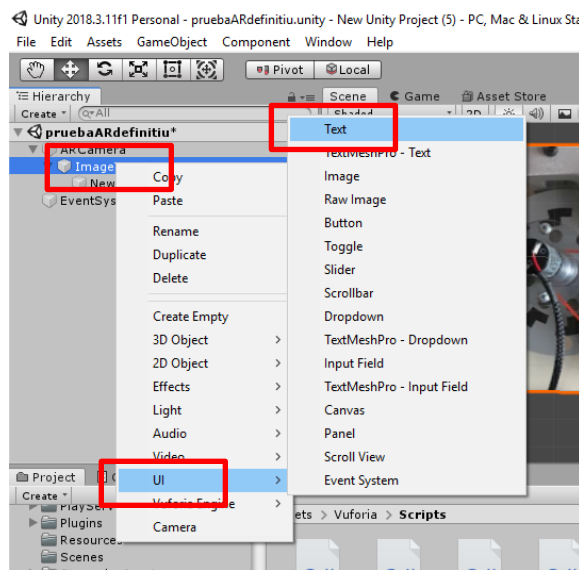 Unity 2018.3.11f1 Personal - pruebaARdefinitiu.unity - New Unity Project (5) - PC, Mac & Linux Sta
File Edit Assets GameObject Component Window Help
Pivot Local
Hierarchy Scene Game Asset Store
Create All Shaded 2D
pruebaARdefinitiu*
ARCamera
Image
New
EventSys
Copy
Paste
Rename
Duplicate
Delete
Create Empty
3D Object
2D Object
Effects
Light
Audio
Video
UI
Vuforia Engine
Camera
Text
TextMeshPro - Text
Image
Raw Image
Button
Toggle
Slider
Scrollbar
Dropdown
TextMeshPro - Dropdown
Input Field
TextMeshPro - Input Field
Canvas
Panel
Scroll View
Event System
Project
Create
PlayServ
Plugins
Resources
Scenes
ets > Vuforia > Scripts